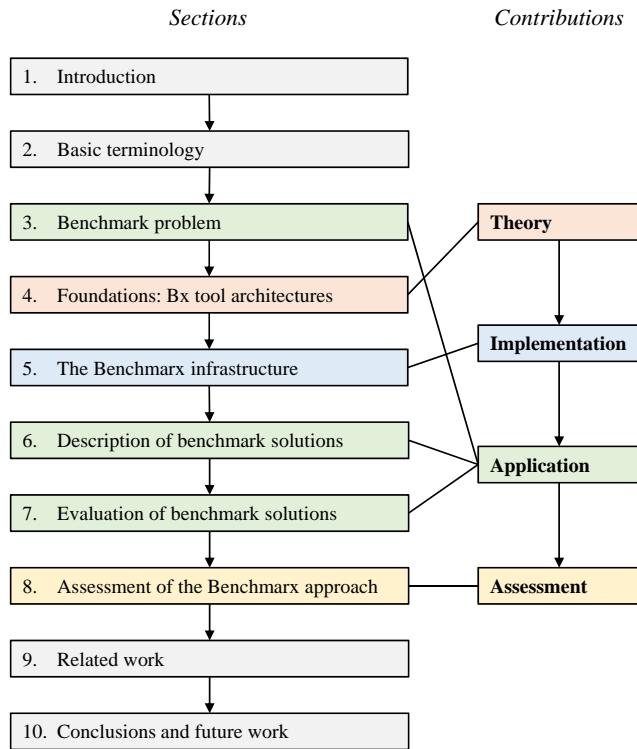 Sections
Contributions
1. Introduction
2. Basic terminology
3. Benchmark problem
Theory
4. Foundations: Bx tool architectures
Implementation
5. The Benchmarx infrastructure
6. Description of benchmark solutions
Application
7. Evaluation of benchmark solutions
8. Assessment of the Benchmarx approach
Assessment
9. Related work
10. Conclusions and future work